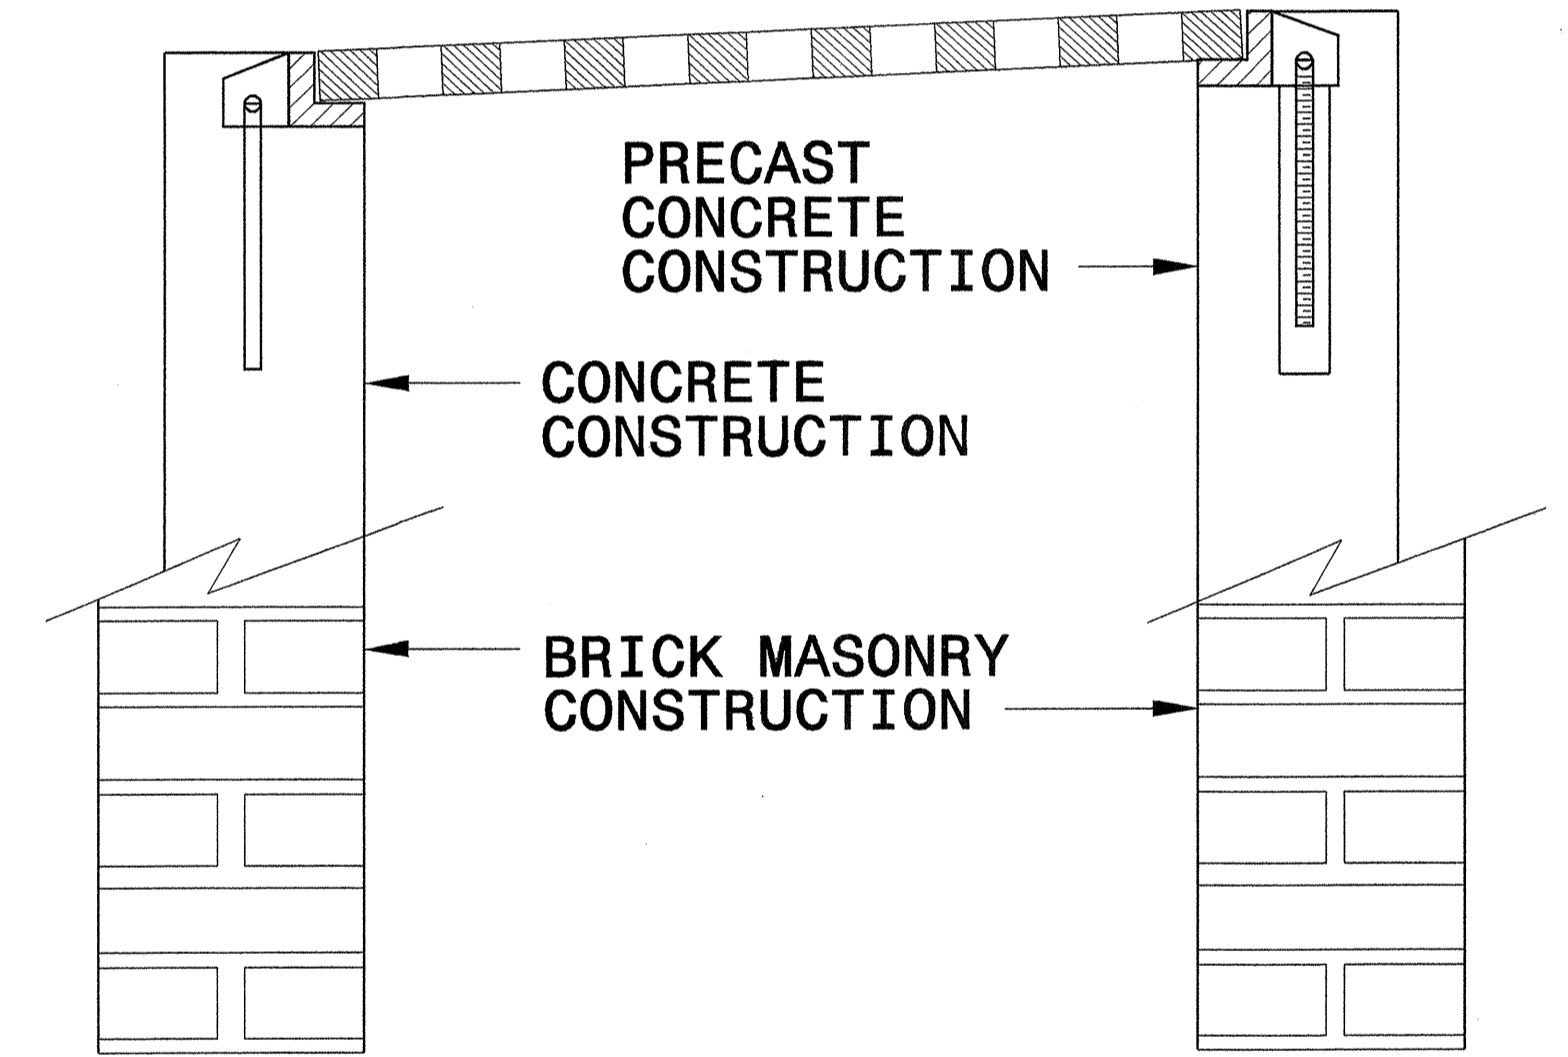 PRECAST
CONCRETE
CONSTRUCTION
CONCRETE
CONSTRUCTION
BRICK MASONRY
CONSTRUCTION